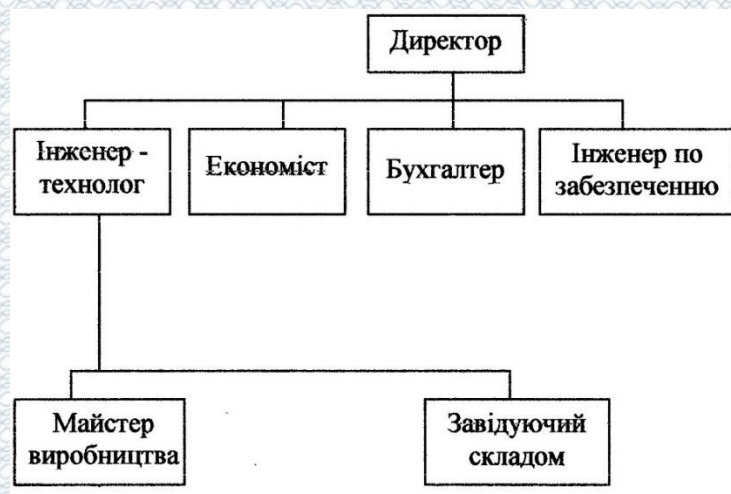 Директор
Інженер -
технолог
Економіст
Бухгалтер
Інженер по
забезпеченню
Майстер
виробництва
Завідуючий
складом